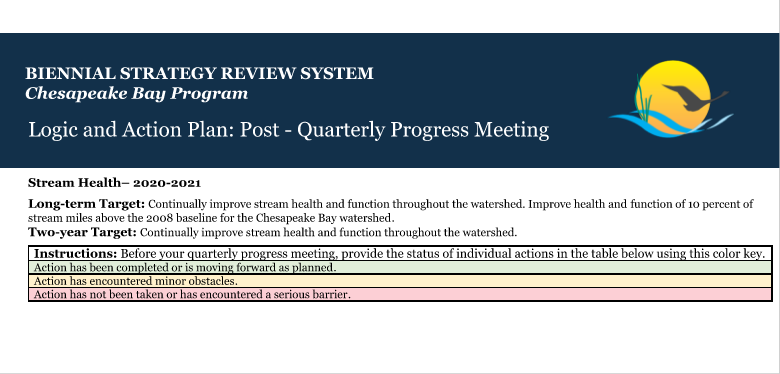 BIENNIAL STRATEGY REVIEW SYSTEM
Chesapeake Bay Program
Logic and Action Plan: Post - Quarterly Progress Meeting
Stream Health– 2020-2021
Long-term Target: Continually improve stream health and function throughout the watershed. Improve health and function of 10 percent of
stream miles above the 2008 baseline for the Chesapeake Bay watershed.
Two-year Target: Continually improve stream health and function throughout the watershed.
Instructions: Before your quarterly progress meeting, provide the status of individual actions in the table below using this color key.
Action has been completed or is moving forward as planned.
Action has encountered minor obstacles.
Action has not been taken or has encountered a serious barrier.